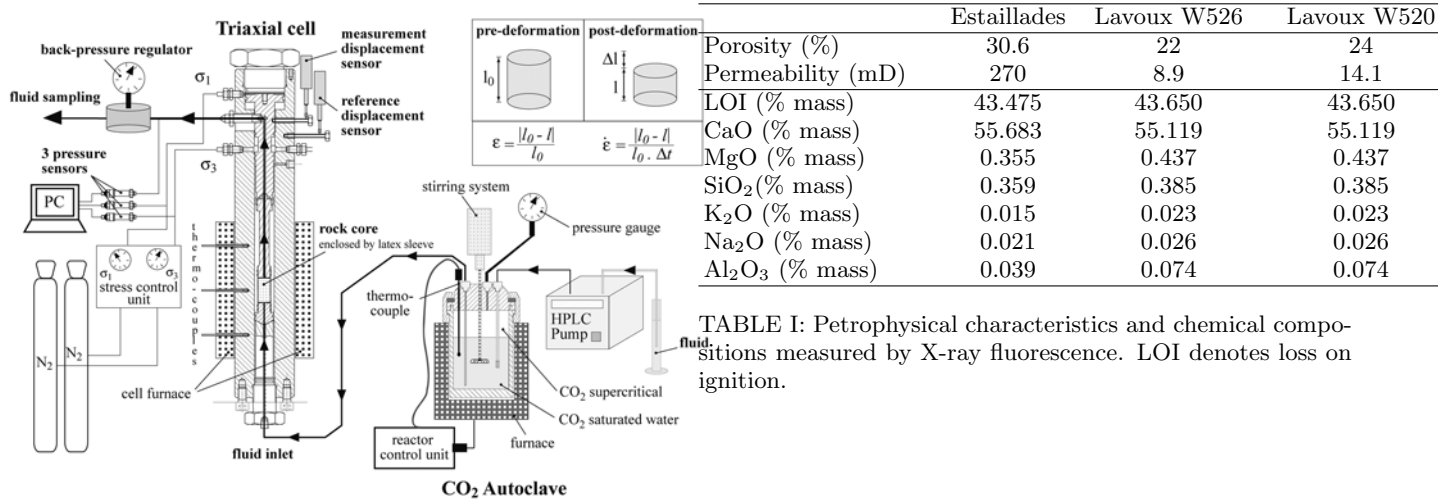 Triaxial cell
back-pressure regulator
measurement
displacement
sensor
σ1
fluid sampling
reference
displacement
sensor
3 pressure
sensors
σ3
PC
pre-deformation
post-deformation
l0
Δl
l
ε = |l0 - l| / l0
ε̇ = |l0 - l| / l0 . Δt
stirring system
pressure gauge
thermo-couples
rock core
enclosed by latex sleeve
σ1
σ3
stress control
unit
N2
N2
thermo-
couple
HPLC
Pump
fluid
cell furnace
CO2 supercritical
CO2 saturated water
furnace
fluid inlet
reactor
control unit
CO2 Autoclave
Estaillades Lavoux W526 Lavoux W520
Porosity (%) 30.6 22 24
Permeability (mD) 270 8.9 14.1
LOI (% mass) 43.475 43.650 43.650
CaO (% mass) 55.683 55.119 55.119
MgO (% mass) 0.355 0.437 0.437
SiO2(% mass) 0.359 0.385 0.385
K2O (% mass) 0.015 0.023 0.023
Na2O (% mass) 0.021 0.026 0.026
Al2O3 (% mass) 0.039 0.074 0.074
TABLE I: Petrophysical characteristics and chemical compo-
sitions measured by X-ray fluorescence. LOI denotes loss on
ignition.